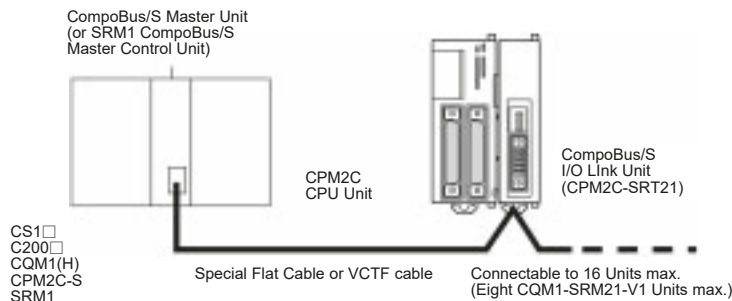 CompoBus/S Master Unit
(or SRM1 CompoBus/S
Master Control Unit)
CPM2C
CPU Unit
CompoBus/S
I/O LInk Unit
(CPM2C-SRT21)
CS1□
C200□
CQM1(H)
CPM2C-S
SRM1
Special Flat Cable or VCTF cable
Connectable to 16 Units max.
(Eight CQM1-SRM21-V1 Units max.)